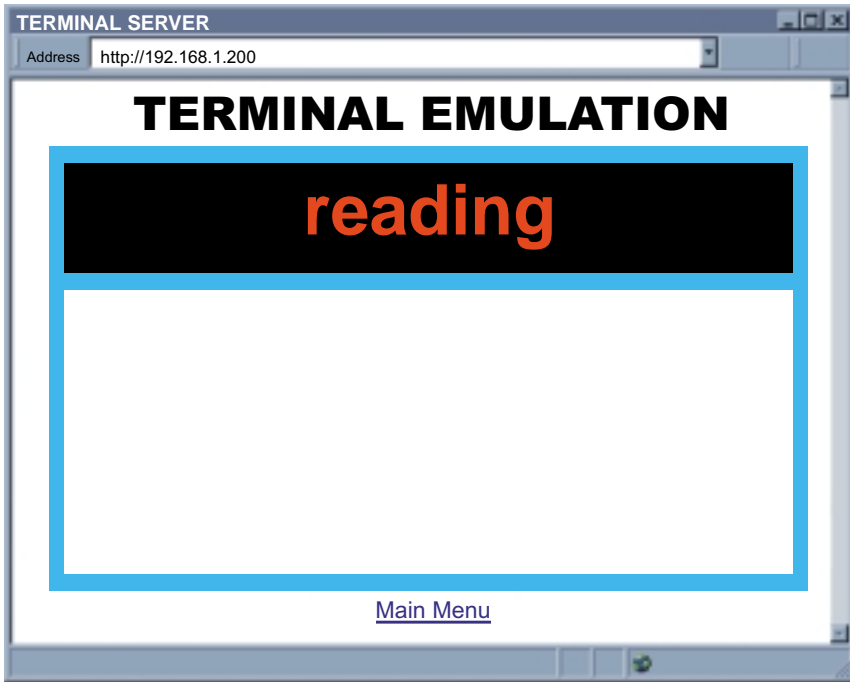 TERMINAL SERVER
Address http://192.168.1.200
TERMINAL EMULATION
reading
Main Menu